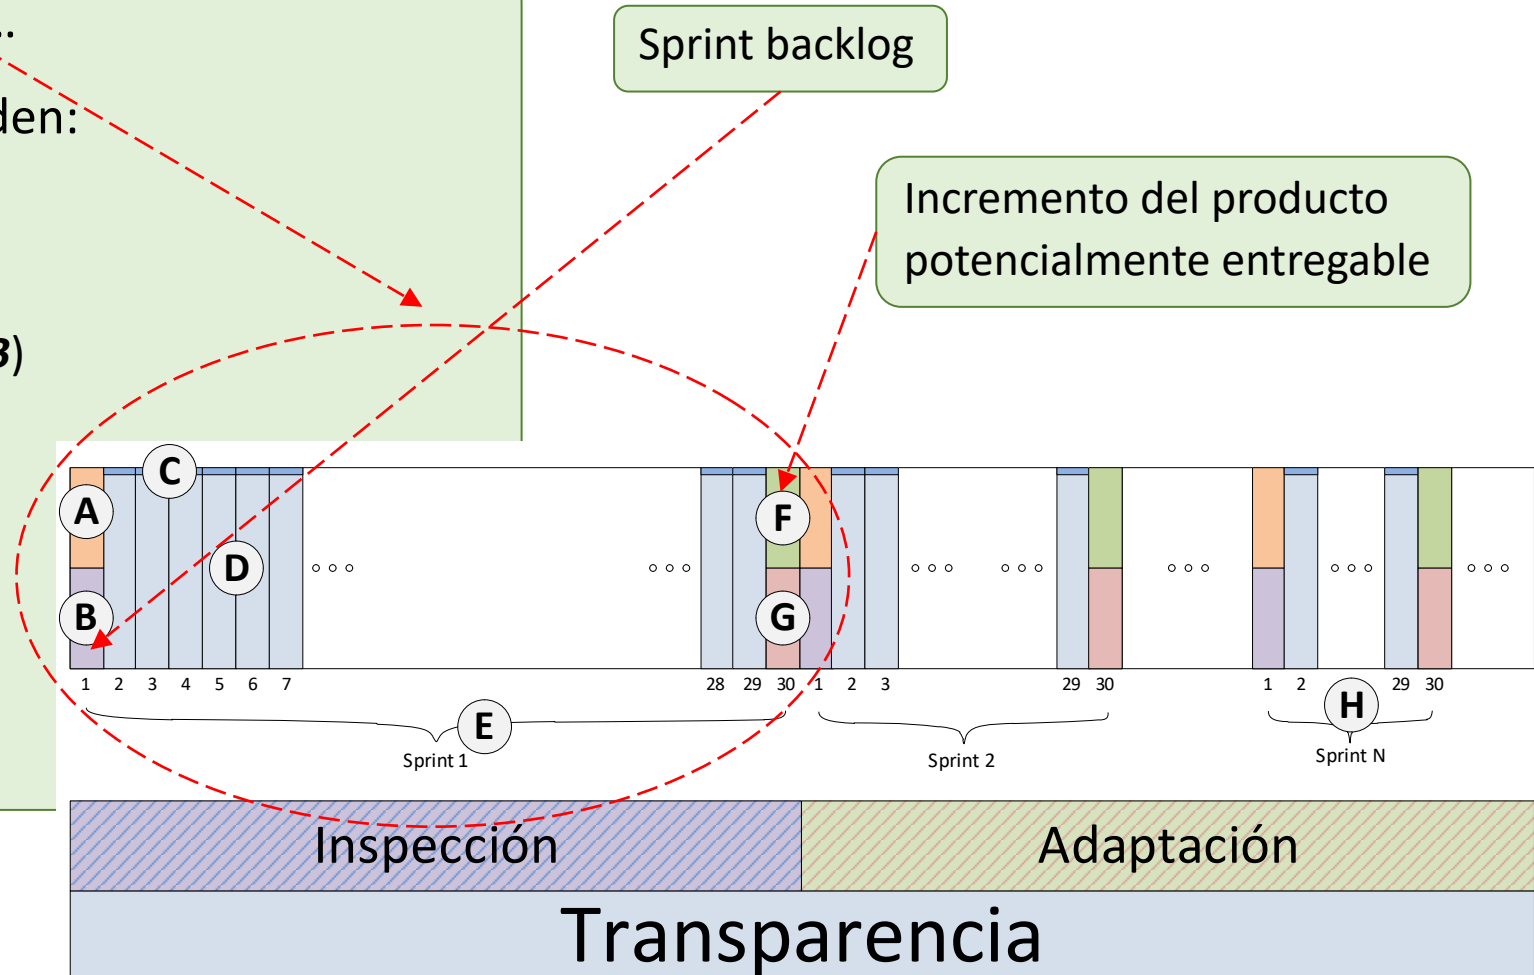 ..
den:
B)
Sprint backlog
Incremento del producto
potencialmente entregable
A
B
C
D
F
G
1 2 3 4 5 6 7 28 29 30 1 2 3 29 30 1 2 29 30
E
H
Sprint 1
Sprint 2
Sprint N
Inspección
Adaptación
Transparencia